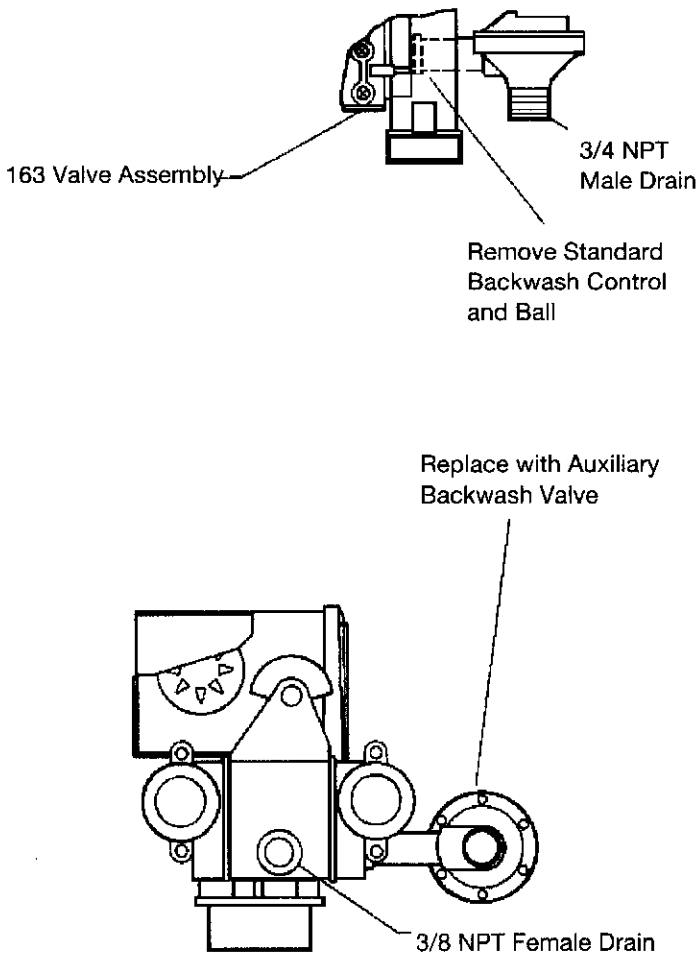 163 Valve Assembly
3/4 NPT
Male Drain
Remove Standard
Backwash Control
and Ball
Replace with Auxiliary
Backwash Valve
3/8 NPT Female Drain